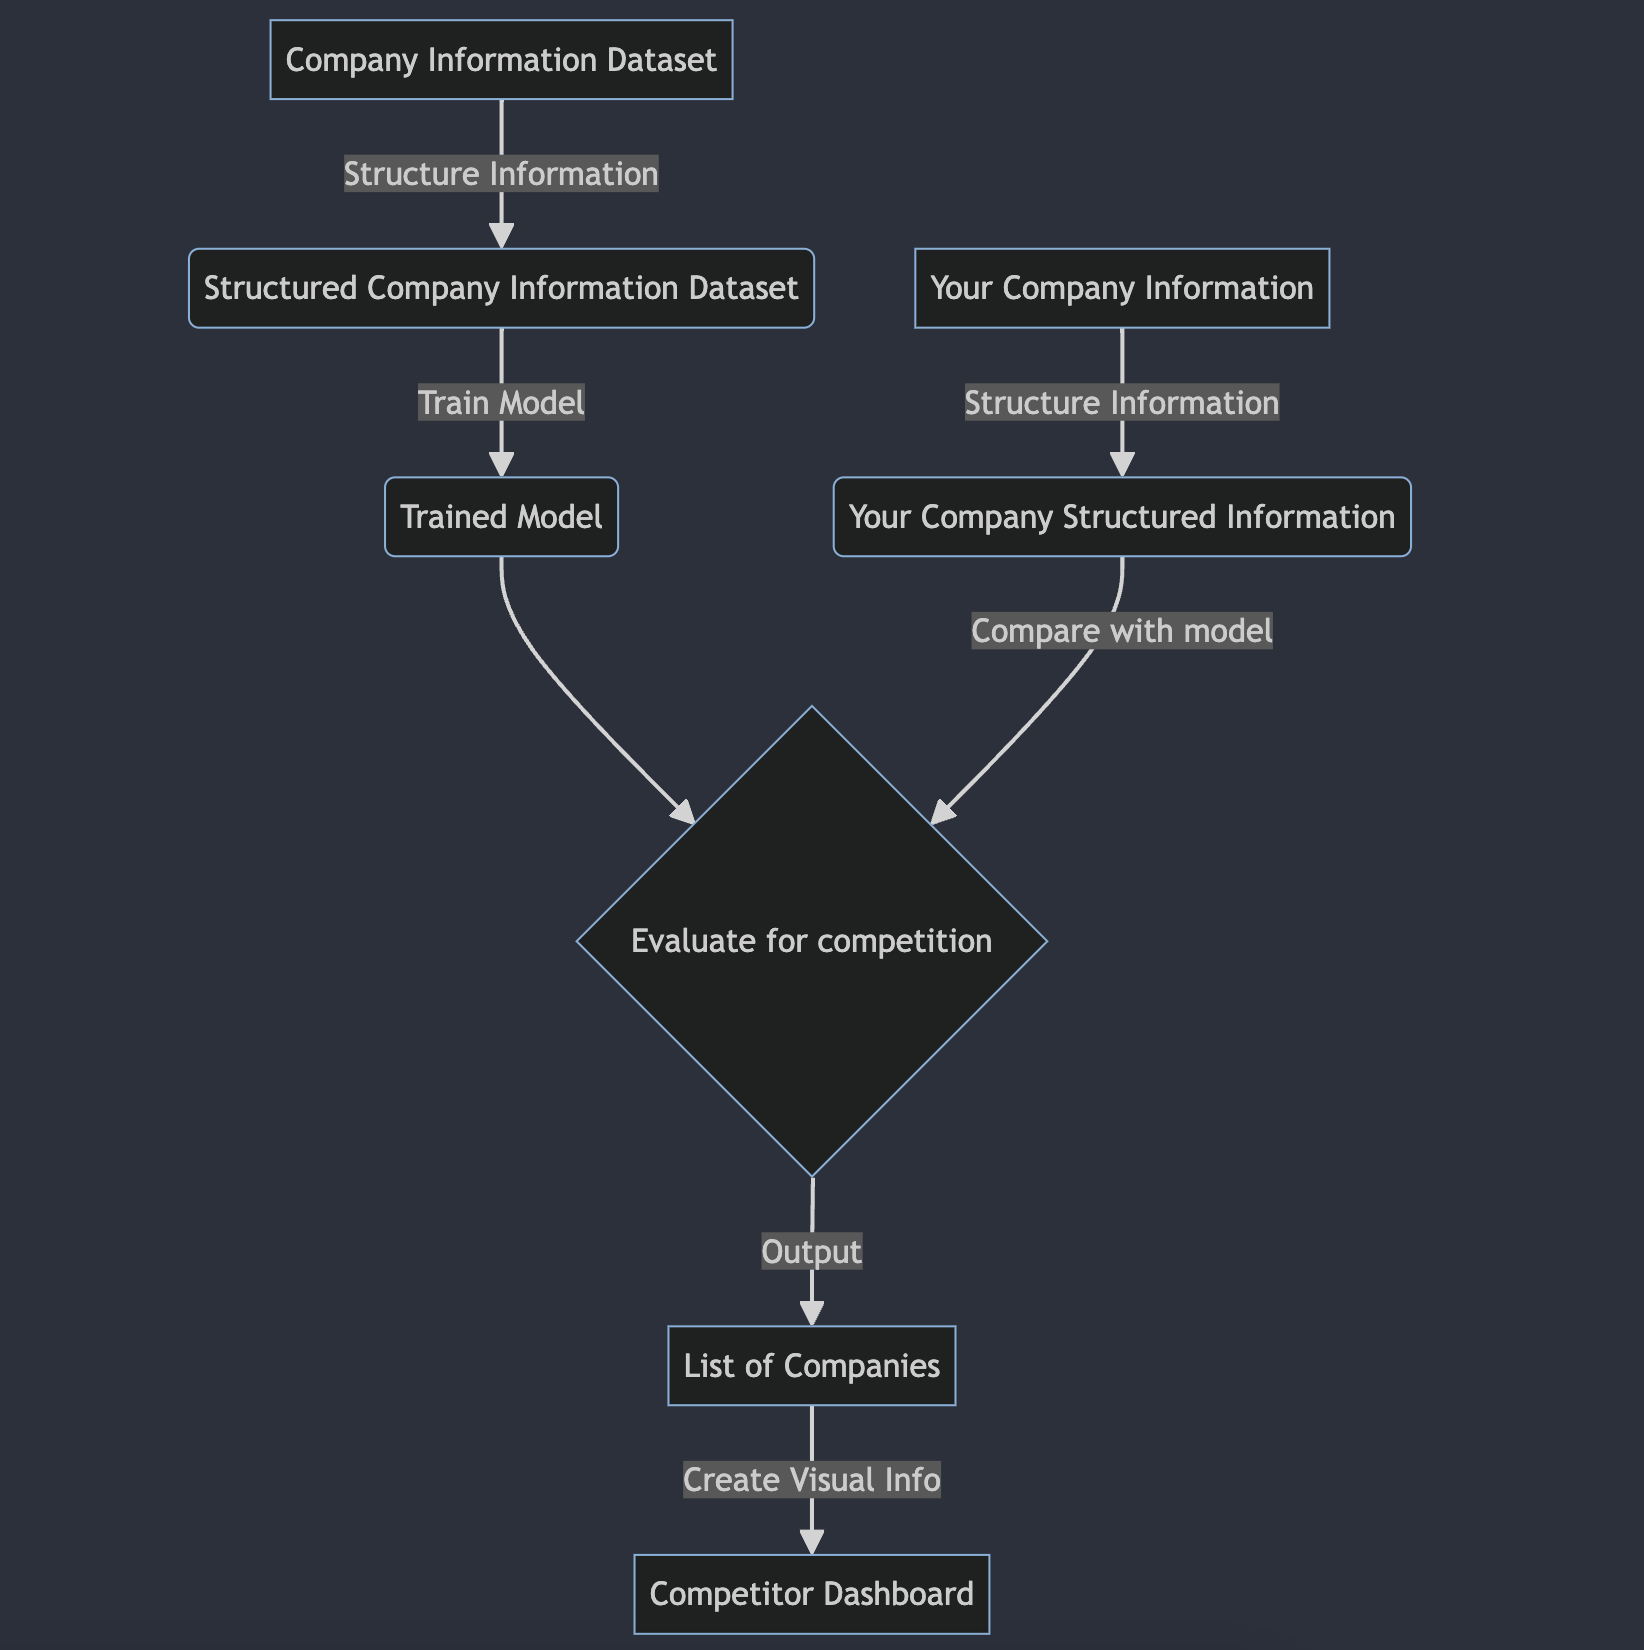 Company Information Dataset
Structure Information
Structured Company Information Dataset
Your Company Information
Train Model
Structure Information
Trained Model
Your Company Structured Information
Compare with model
Evaluate for competition
Output
List of Companies
Create Visual Info
Competitor Dashboard